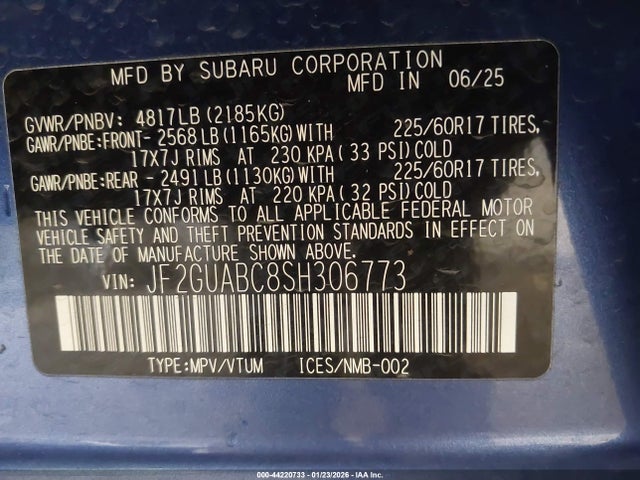 MFD BY SUBARU CORPORATION
MFD IN 06/25
GVWR/PNBV: 4817LB (2185KG)
GAWR/PNBE:FRONT- 2568LB (1165KG) WITH 225/60R17 TIRES,
17X7J RIMS AT 230 KPA (33 PSI) COLD
GAWR/PNBE:REAR - 2491LB (1130KG) WITH 225/60R17 TIRES,
17X7J RIMS AT 220 KPA (32 PSI) COLD
THIS VEHICLE CONFORMS TO ALL APPLICABLE FEDERAL MOTOR
VEHICLE SAFETY AND THEFT PREVENTION STANDARDS IN EFFECT ON
THE DATE OF MANUFACTURE SHOWN ABOVE.
VIN: JF2GUABC8SH306773
TYPE:MPV/VTUM ICES/NMB-002
000-44220733 - 01/23/2026 - IAA Inc.